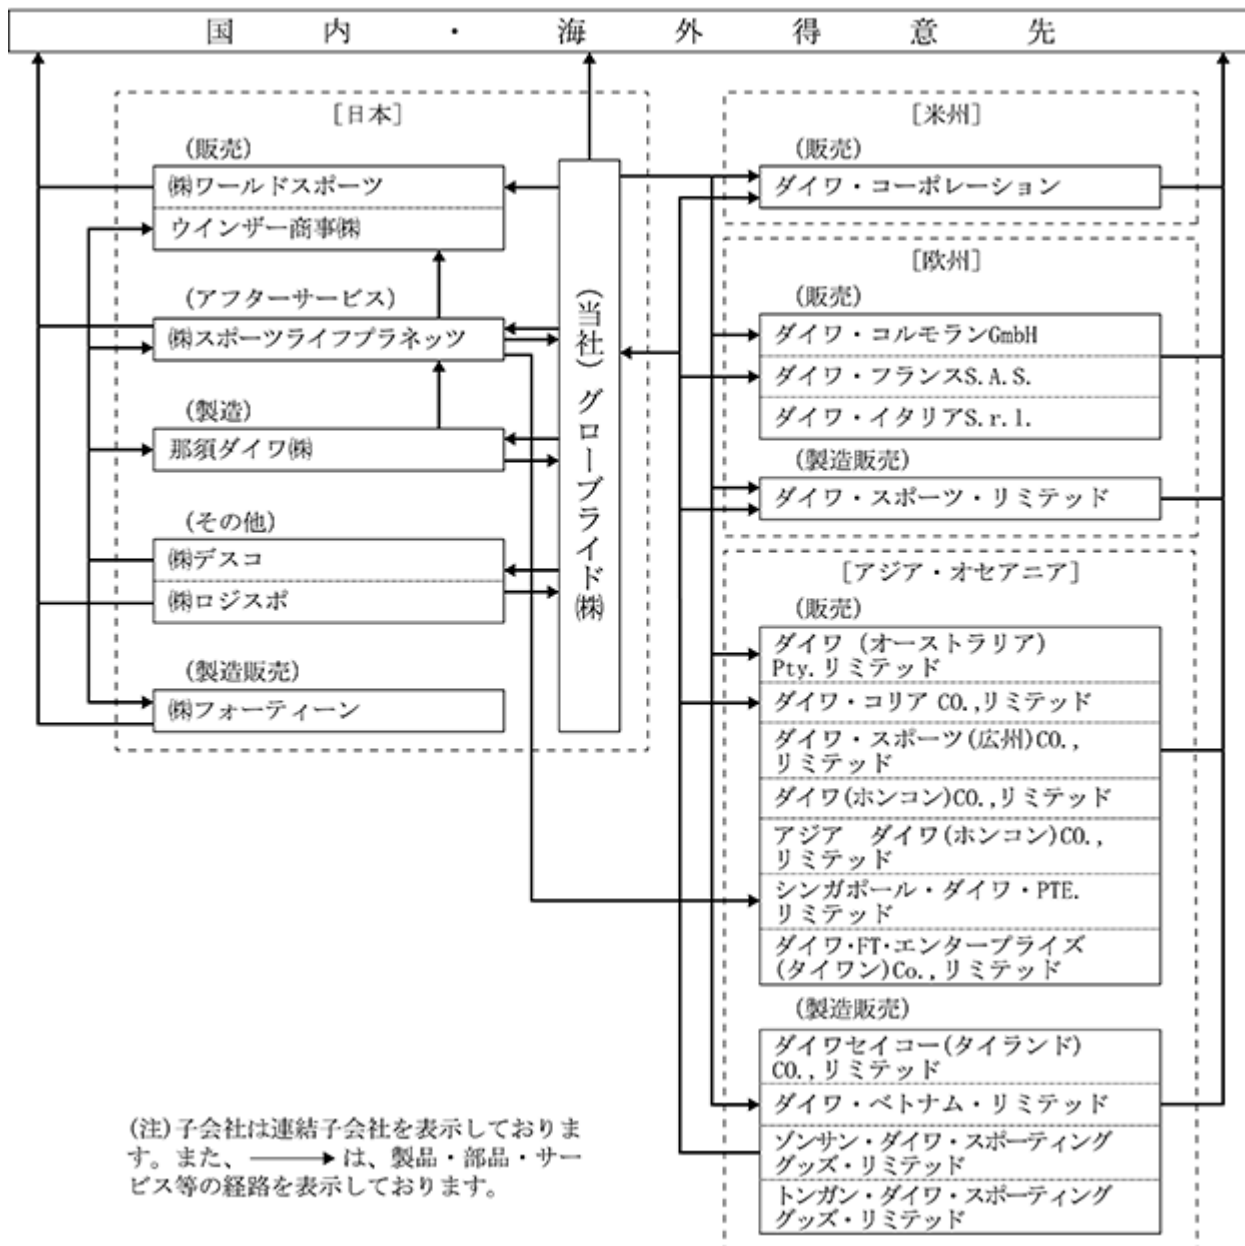 国内・海外得意先
[日本]
(販売)
㈱ワールドスポーツ
ウインザー商事㈱
(アフターサービス)
㈱スポーツライフプラネッツ
(製造)
那須ダイワ㈱
(その他)
㈱デスコ
㈱ロジスポ
(製造販売)
㈱フォーティーン
(当社) グローブライド㈱
[米州]
(販売)
ダイワ・コーポレーション
[欧州]
(販売)
ダイワ・コルモランGmbH
ダイワ・フランスS.A.S.
ダイワ・イタリアS.r.l.
(製造販売)
ダイワ・スポーツ・リミテッド
[アジア・オセアニア]
(販売)
ダイワ (オーストラリア)
Pty.リミテッド
ダイワ・コリア CO.,リミテッド
ダイワ・スポーツ(広州)CO.,
リミテッド
ダイワ(ホンコン)CO.,リミテッド
アジア　ダイワ(ホンコン)CO.,
リミテッド
シンガポール・ダイワ・PTE.
リミテッド
ダイワ・FT・エンタープライズ
(タイワン)Co.,リミテッド
(製造販売)
ダイワセイコー(タイランド)
CO.,リミテッド
ダイワ・ベトナム・リミテッド
ゾンサン・ダイワ・スポーティング
グッズ・リミテッド
トンガン・ダイワ・スポーティング
グッズ・リミテッド
(注)子会社は連結子会社を表示しておりま
す。また、 は、製品・部品・サー
ビス等の経路を表示しております。